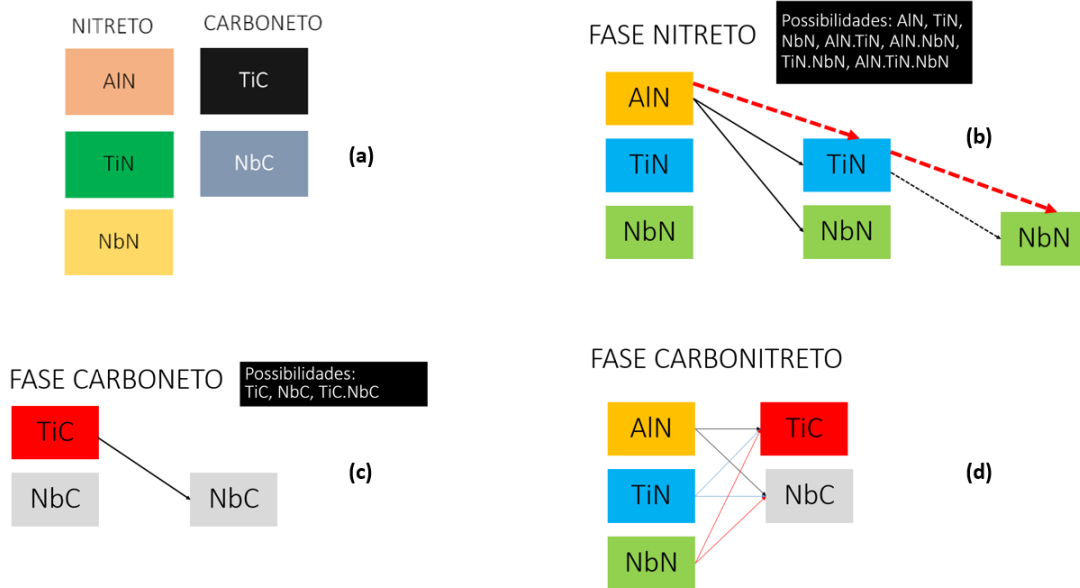 NITRETO
CARBONETO
AlN
TiC
TiN
NbC
NbN
(a)
FASE NITRETO
Possibilidades: AlN, TiN,
NbN, AlN.TiN, AlN.NbN,
TiN.NbN, AlN.TiN.NbN
AlN
TiN
TiN
NbN
NbN
NbN
(b)
FASE CARBONETO
Possibilidades:
TiC, NbC, TiC.NbC
TiC
NbC
NbC
(c)
FASE CARBONITRETO
AlN
TiC
TiN
NbC
NbN
(d)